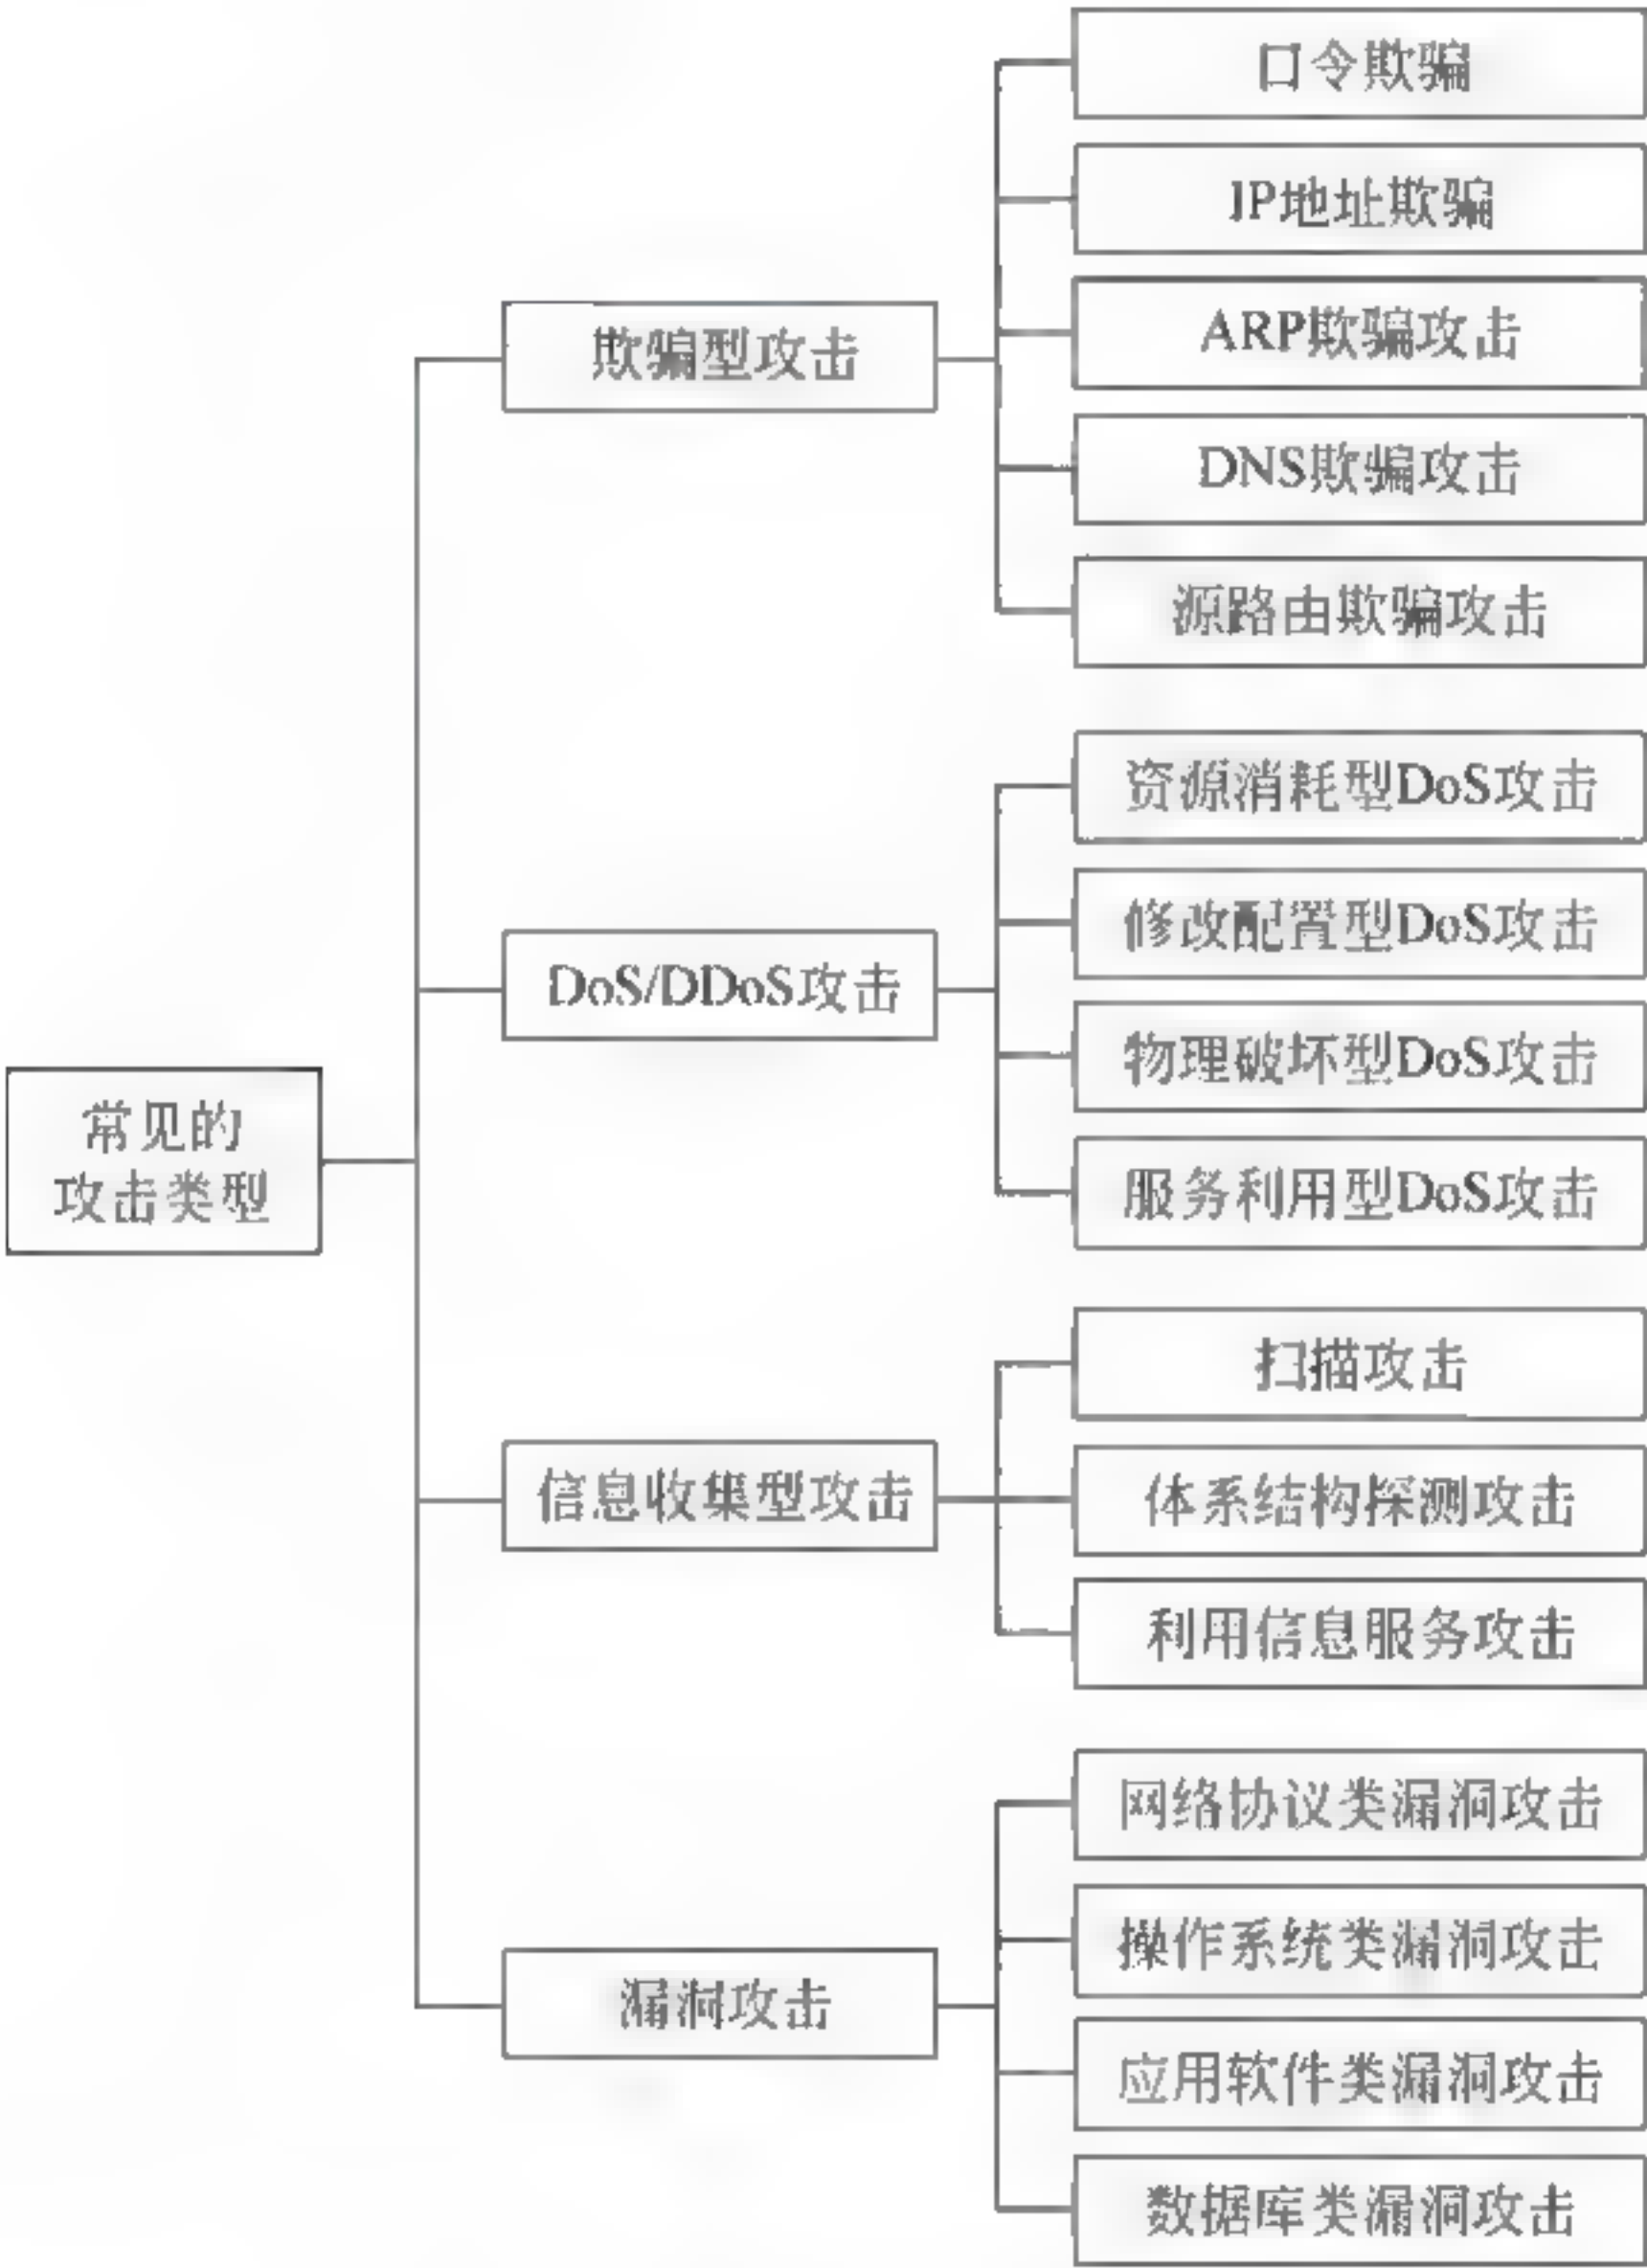 常见的
攻击类型
欺骗型攻击
口令欺骗
IP地址欺骗
ARP欺骗攻击
DNS欺骗攻击
源路由欺骗攻击
DoS/DDoS攻击
资源消耗型DoS攻击
修改配置型DoS攻击
物理破坏型DoS攻击
服务利用型DoS攻击
信息收集型攻击
扫描攻击
体系结构探测攻击
利用信息服务攻击
漏洞攻击
网络协议类漏洞攻击
操作系统类漏洞攻击
应用软件类漏洞攻击
数据库类漏洞攻击